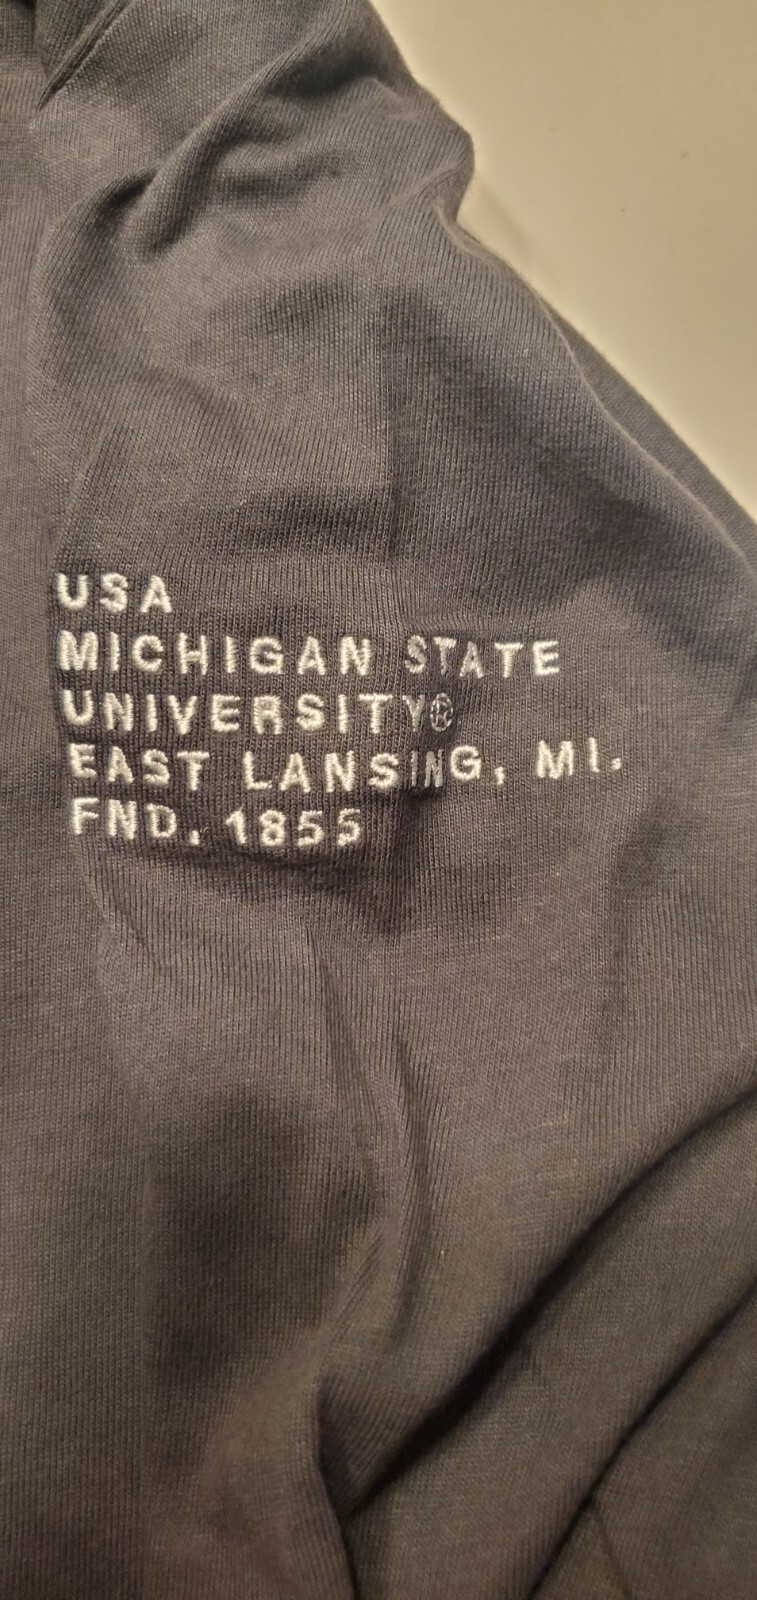 USA
MICHIGAN STATE
UNIVERSITY®
EAST LANSING, MI.
FND. 1855